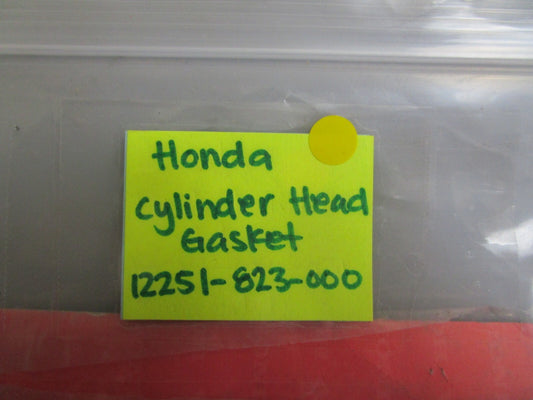 Honda
Cylinder Head
Gasket
12251-823-000